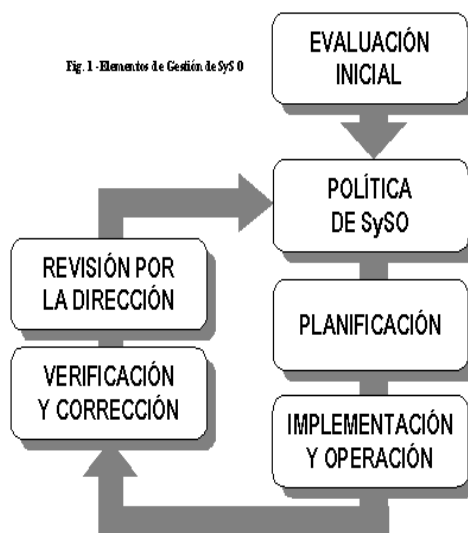 Fig. 1 -Elementos de Gestión de SyS O
EVALUACIÓN
INICIAL
POLÍTICA
DE SySO
PLANIFICACIÓN
IMPLEMENTACIÓN
Y OPERACIÓN
VERIFICACIÓN
Y CORRECCIÓN
REVISIÓN POR
LA DIRECCIÓN